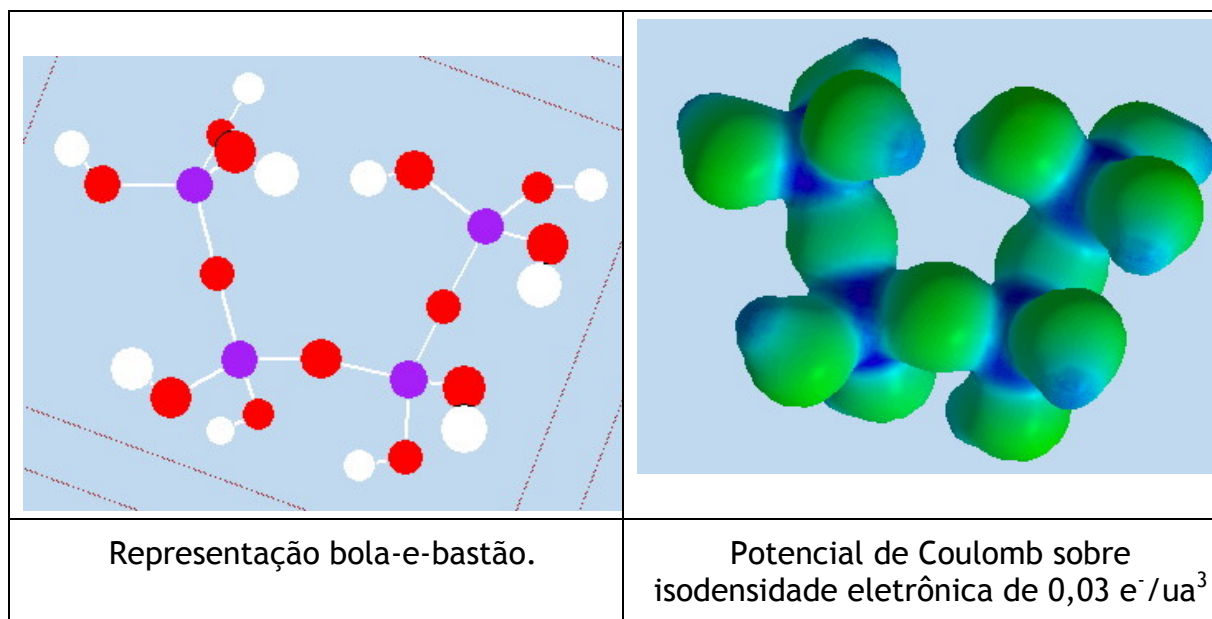 Representação bola-e-bastão.
Potencial de Coulomb sobre
isodensidade eletrônica de 0,03 e⁻/ua³